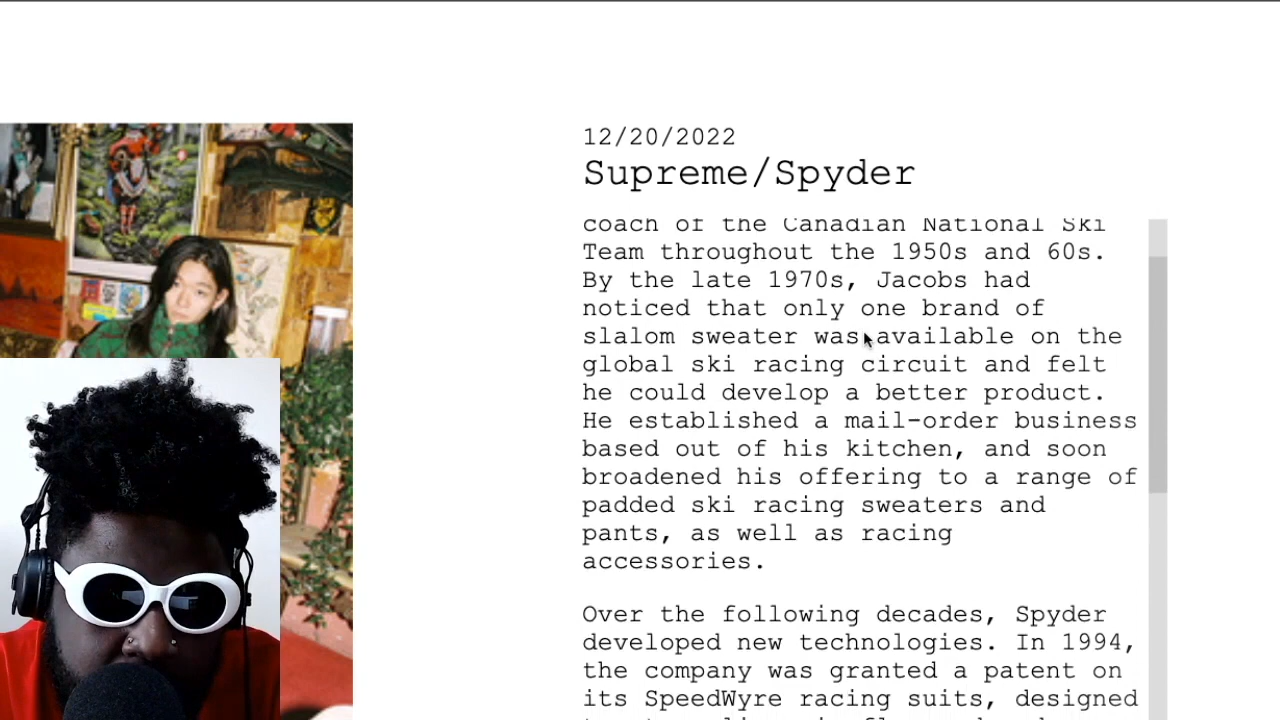 12/20/2022
Supreme/Spyder
coach of the Canadian National Ski
Team throughout the 1950s and 60s.
By the late 1970s, Jacobs had
noticed that only one brand of
slalom sweater was available on the
global ski racing circuit and felt
he could develop a better product.
He established a mail-order business
based out of his kitchen, and soon
broadened his offering to a range of
padded ski racing sweaters and
pants, as well as racing
accessories.
Over the following decades, Spyder
developed new technologies. In 1994,
the company was granted a patent on
its SpeedWyre racing suits, designed